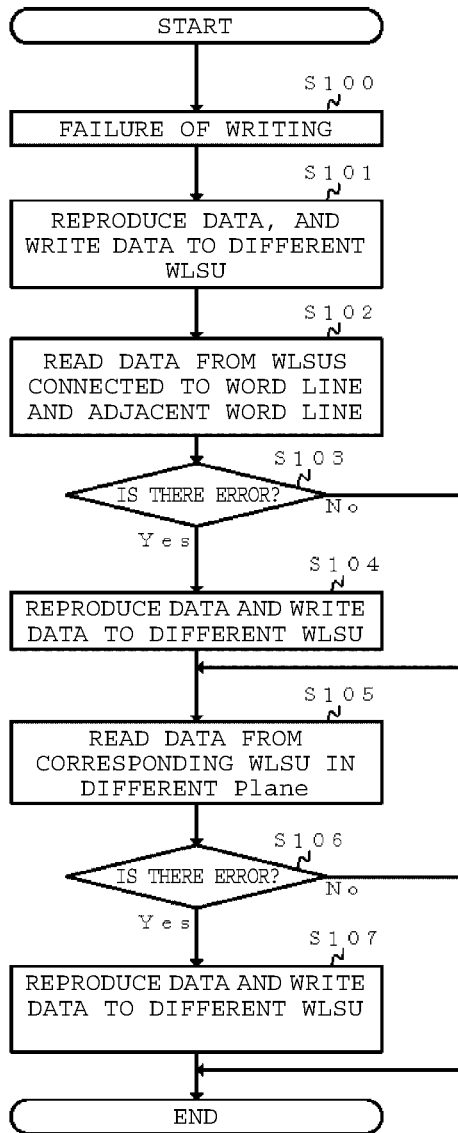 START
S100
FAILURE OF WRITING
S101
REPRODUCE DATA, AND
WRITE DATA TO DIFFERENT
WLSU
S102
READ DATA FROM WLSUS
CONNECTED TO WORD LINE
AND ADJACENT WORD LINE
S103
IS THERE ERROR?
No
Yes
S104
REPRODUCE DATA AND WRITE
DATA TO DIFFERENT WLSU
S105
READ DATA FROM
CORRESPONDING WLSU IN
DIFFERENT Plane
S106
IS THERE ERROR?
No
Yes
S107
REPRODUCE DATA AND WRITE
DATA TO DIFFERENT WLSU
END